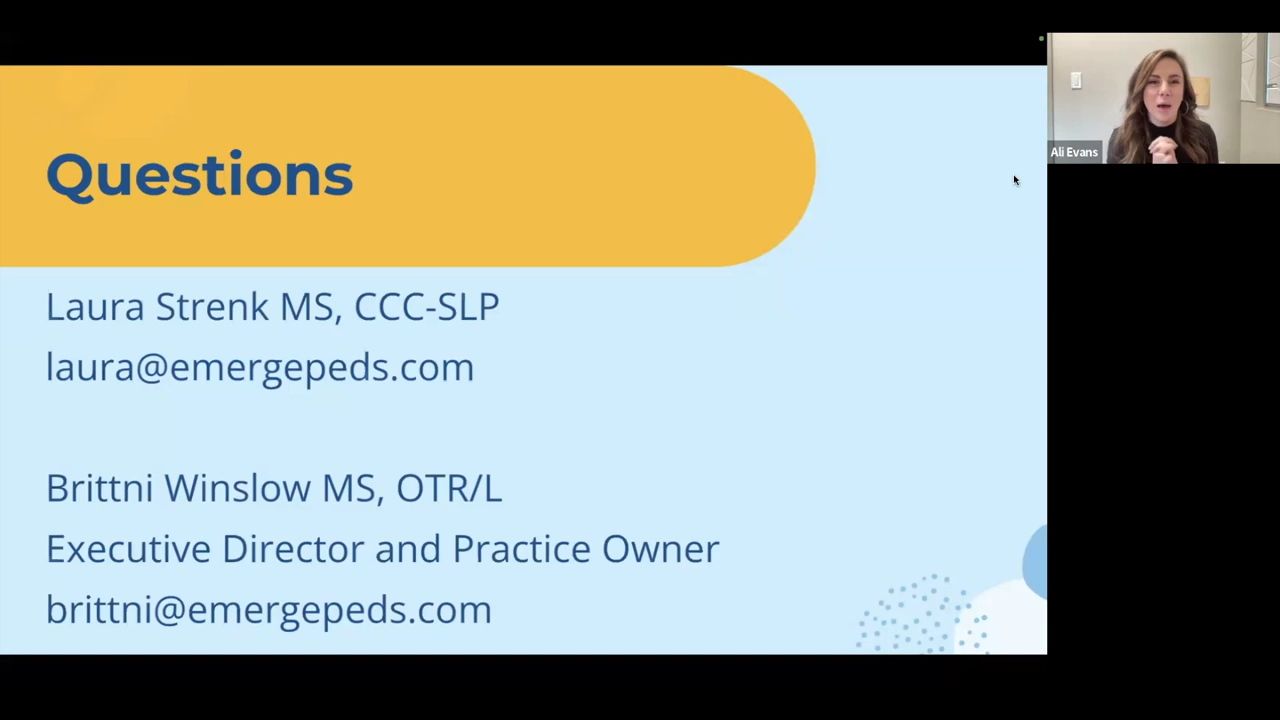 Questions
Laura Strenk MS, CCC-SLP
laura@emergepeds.com
Brittni Winslow MS, OTR/L
Executive Director and Practice Owner
brittni@emergepeds.com
Ali Evans